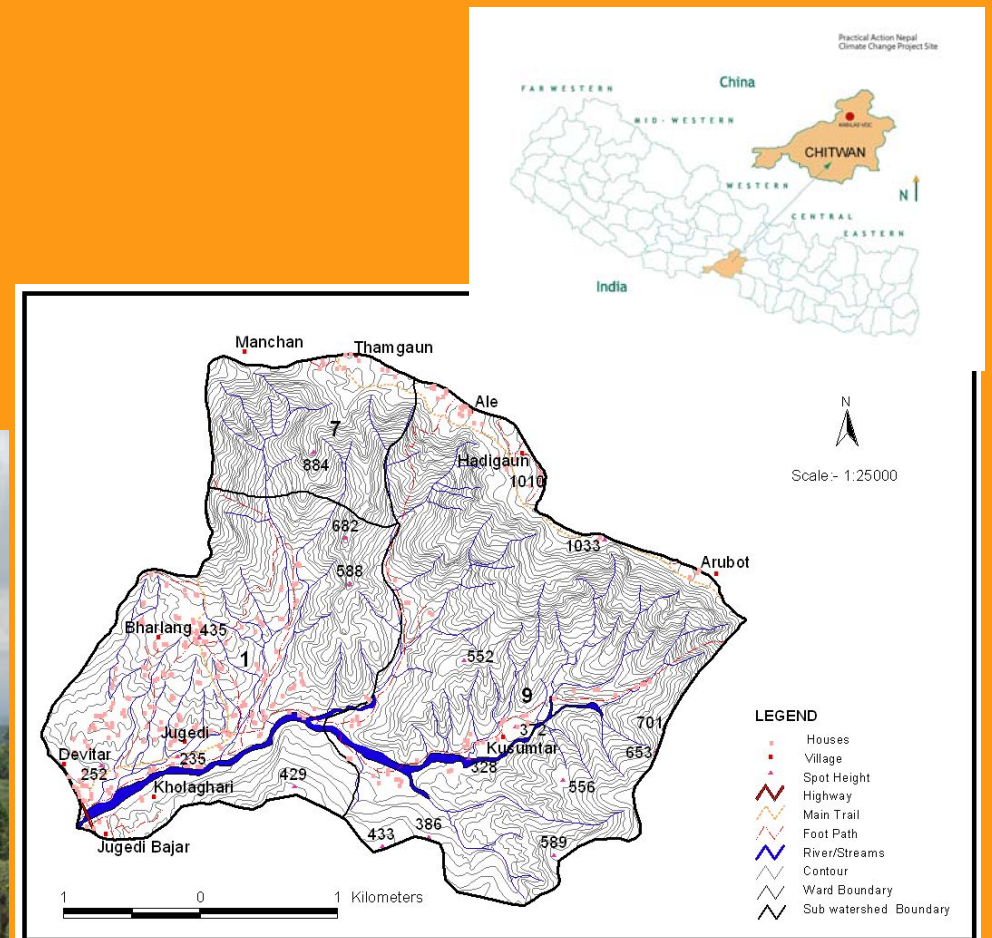 Practical Action Nepal
Climate Change Project Site
China
FAR WESTERN
MID-WESTERN
KABILAS VDC
CHITWAN
WESTERN
N
CENTRAL
EASTERN
India
Manchan
Thamgaun
Ale
7
Hadigaun
884
1010
N
Scale:- 1:25000
682
1033
Arubot
588
Bharlang 435
1
552
9
701
Jugedi
372
Devitar
235
Kusumtar
653
252
328
429
Kholaghari
556
386
433
589
Jugedi Bajar
LEGEND
Houses
Village
Spot Height
Highway
Main Trail
Foot Path
River/Streams
Contour
Ward Boundary
Sub watershed Boundary
1 0 1 Kilometers